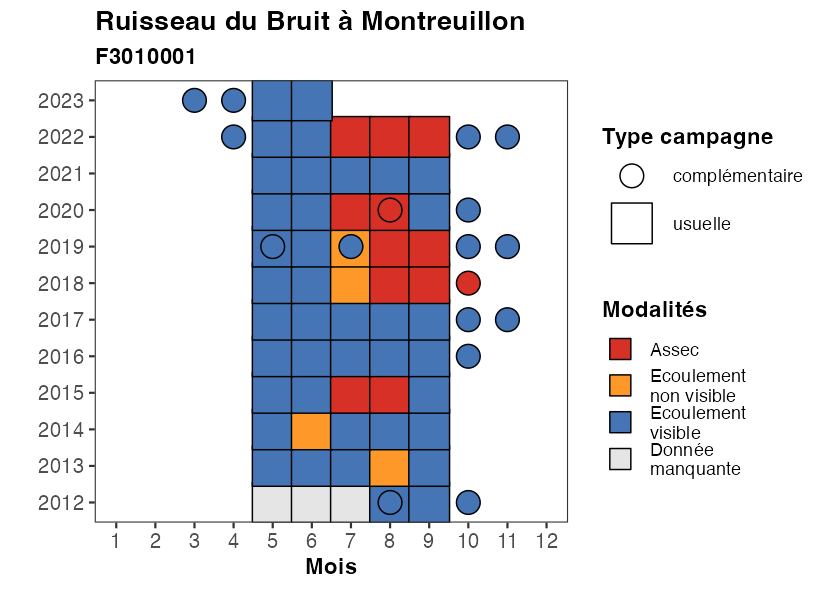 Ruisseau du Bruit à Montreuillon
F3010001
2023
2022
2021
2020
2019
2018
2017
2016
2015
2014
2013
2012
1 2 3 4 5 6 7 8 9 10 11 12
Mois
Type campagne
complémentaire
usuelle
Modalités
Assec
Ecoulement
non visible
Ecoulement
visible
Donnée
manquante